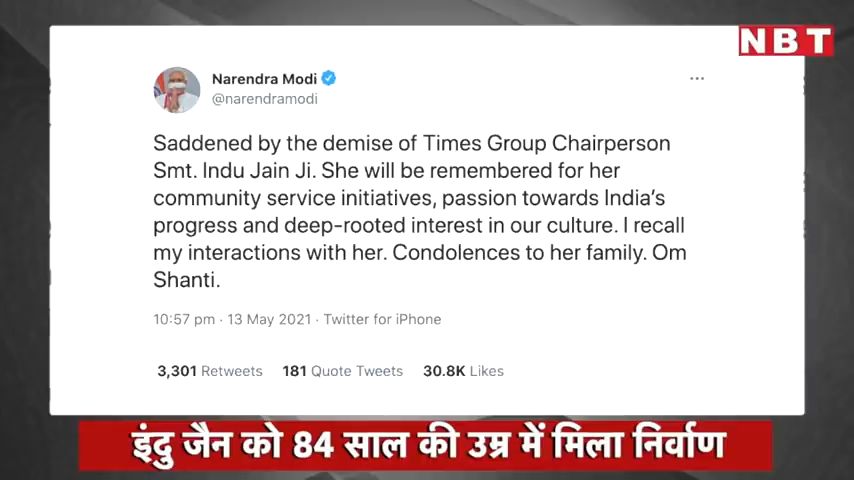 NBT
Narendra Modi
@narendramodi
Saddened by the demise of Times Group Chairperson
Smt. Indu Jain Ji. She will be remembered for her
community service initiatives, passion towards India's
progress and deep-rooted interest in our culture. I recall
my interactions with her. Condolences to her family. Om
Shanti.
10:57 pm · 13 May 2021 · Twitter for iPhone
3,301 Retweets 181 Quote Tweets 30.8K Likes
इंदु जैन को 84 साल की उम्र में मिला निर्वाण